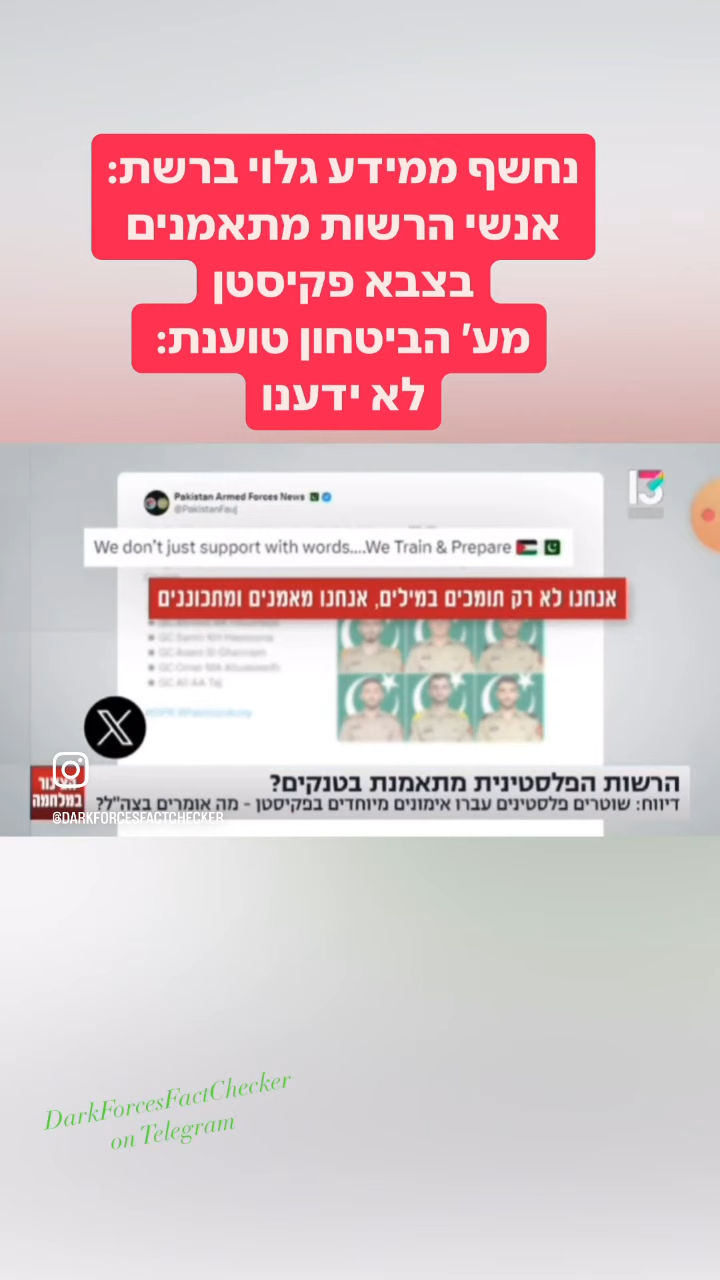 נחשף ממידע גלוי ברשת:
אנשי הרשות מתאמנים
בצבא פקיסטן
מע' הביטחון טוענת:
לא ידענו
13
Pakistan Armed Forces News
@PakistanFauj
We don't just support with words....We Train & Prepare
אנחנו לא רק תומכים במילים, אנחנו מאמנים ומתכוננים
הרשות הפלסטינית מתאמנת בטנקים?
דיווח: שוטרים פלסטינים עברו אימונים מיוחדים בפקיסטן - מה אומרים בצה"ל?
במלחמה
@DARKFORCESFACTCHECKER
DarkForcesFactChecker
on Telegram